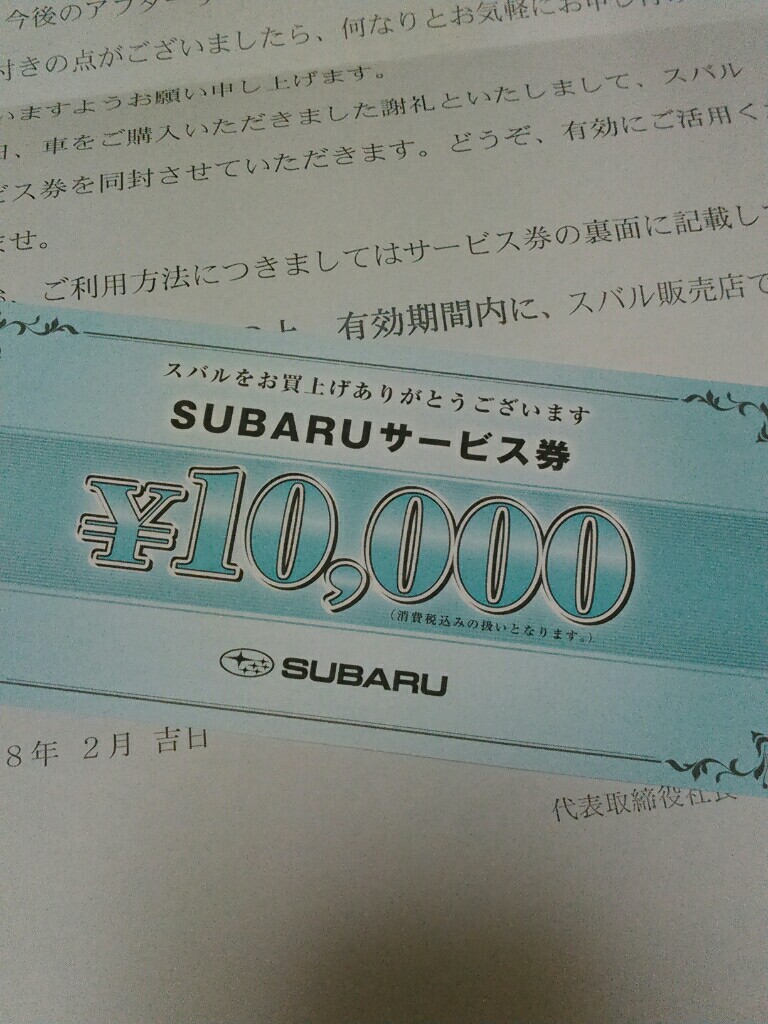 今後のアフター
付きの点がございましたら、何なりとお気軽にお申し付け
いますようお願い申し上げます。
日、車をご購入いただきました謝礼といたしまして、スバル
ビス券を同封させていただきます。どうぞ、有効にご活用く
ませ。
、ご利用方法につきましてはサービス券の裏面に記載して
の上、有効期間内に、スバル販売店で
スバルをお買上げありがとうございます
SUBARUサービス券
¥10,000
(消費税込みの扱いとなります。)
SUBARU
8年 2月 吉日
代表取締役社長